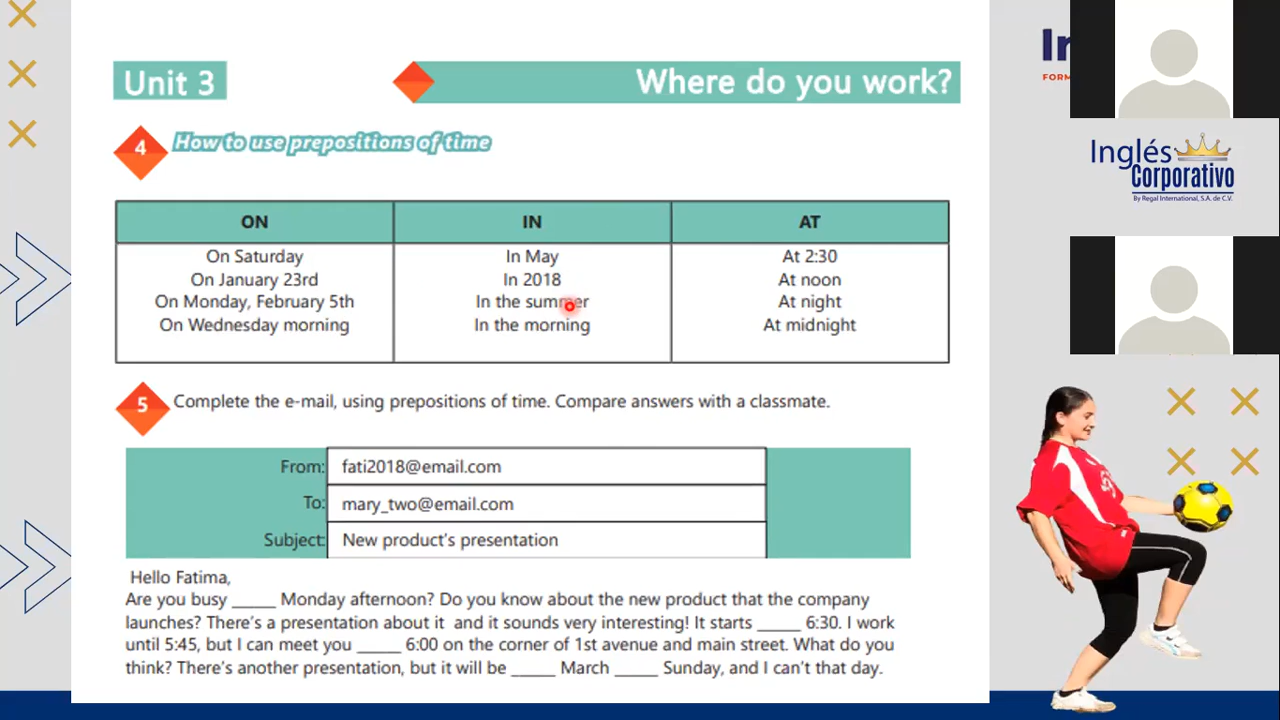 Unit 3
Where do you work?
4
How to use prepositions of time
ON
IN
AT
On Saturday
In May
At 2:30
On January 23rd
In 2018
At noon
On Monday, February 5th
In the summer
At night
On Wednesday morning
In the morning
At midnight
5
Complete the e-mail, using prepositions of time. Compare answers with a classmate.
From:
fati2018@email.com
To:
mary_two@email.com
Subject:
New product's presentation
Hello Fatima,
Are you busy _____ Monday afternoon? Do you know about the new product that the company
launches? There's a presentation about it and it sounds very interesting! It starts _____ 6:30. I work
until 5:45, but I can meet you _____ 6:00 on the corner of 1st avenue and main street. What do you
think? There's another presentation, but it will be _____ March _____ Sunday, and I can't that day.
Inglés
Corporativo
By Regal International, S.A. de C.V.